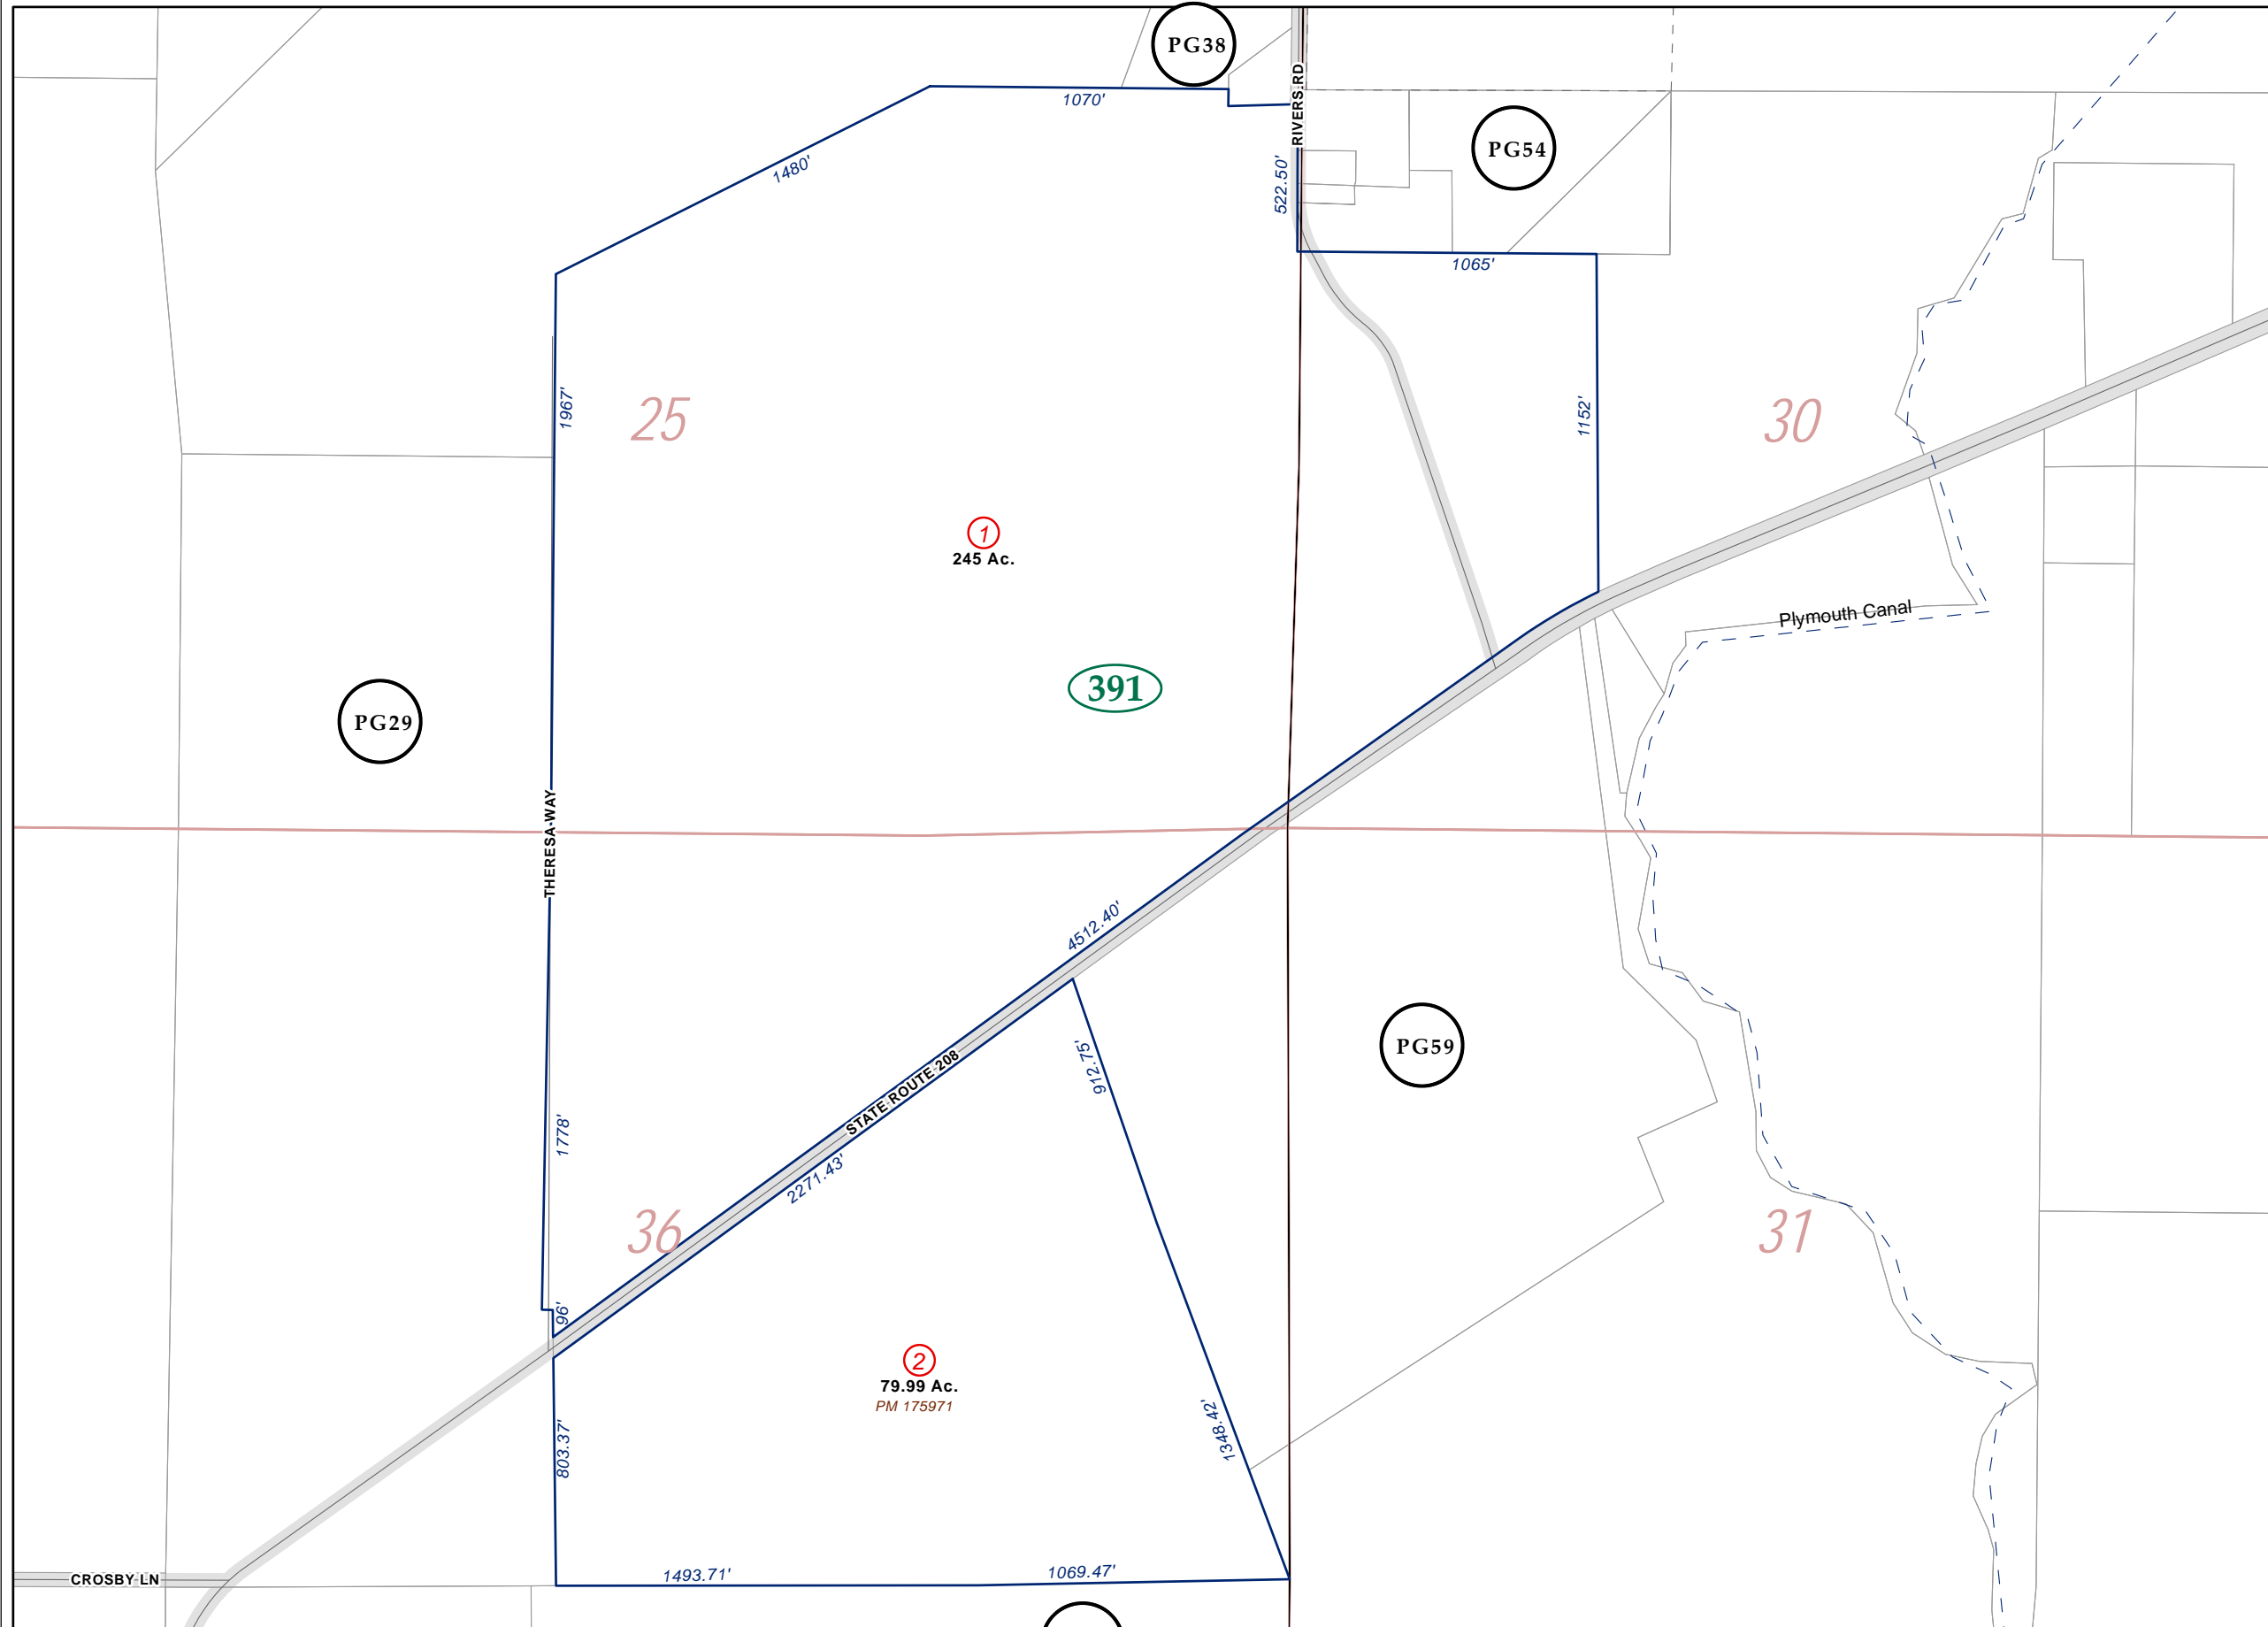 PG38
1070'
RIVERS RD
PG54
1480'
522.50'
1065'
1967'
25
1152'
30
1
245 Ac.
Plymouth Canal
391
PG29
THERESA WAY
4512.40'
PG59
912.75'
STATE ROUTE 208
1778'
2271.43'
36
31
96'
2
79.99 Ac.
PM 175971
803.37'
1348.42'
CROSBY LN
1493.71'
1069.47'